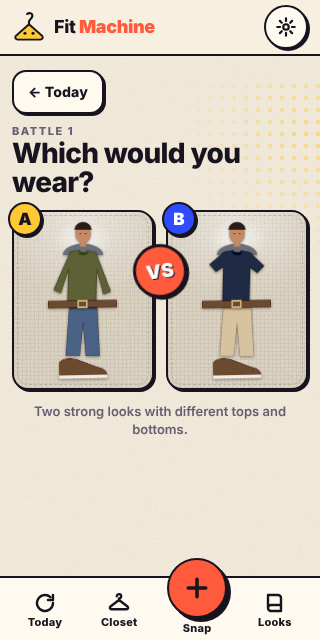 Fit Machine
← Today
BATTLE 1
Which would you
wear?
A
B
VS
Two strong looks with different tops and
bottoms.
Today
Closet
Snap
Looks